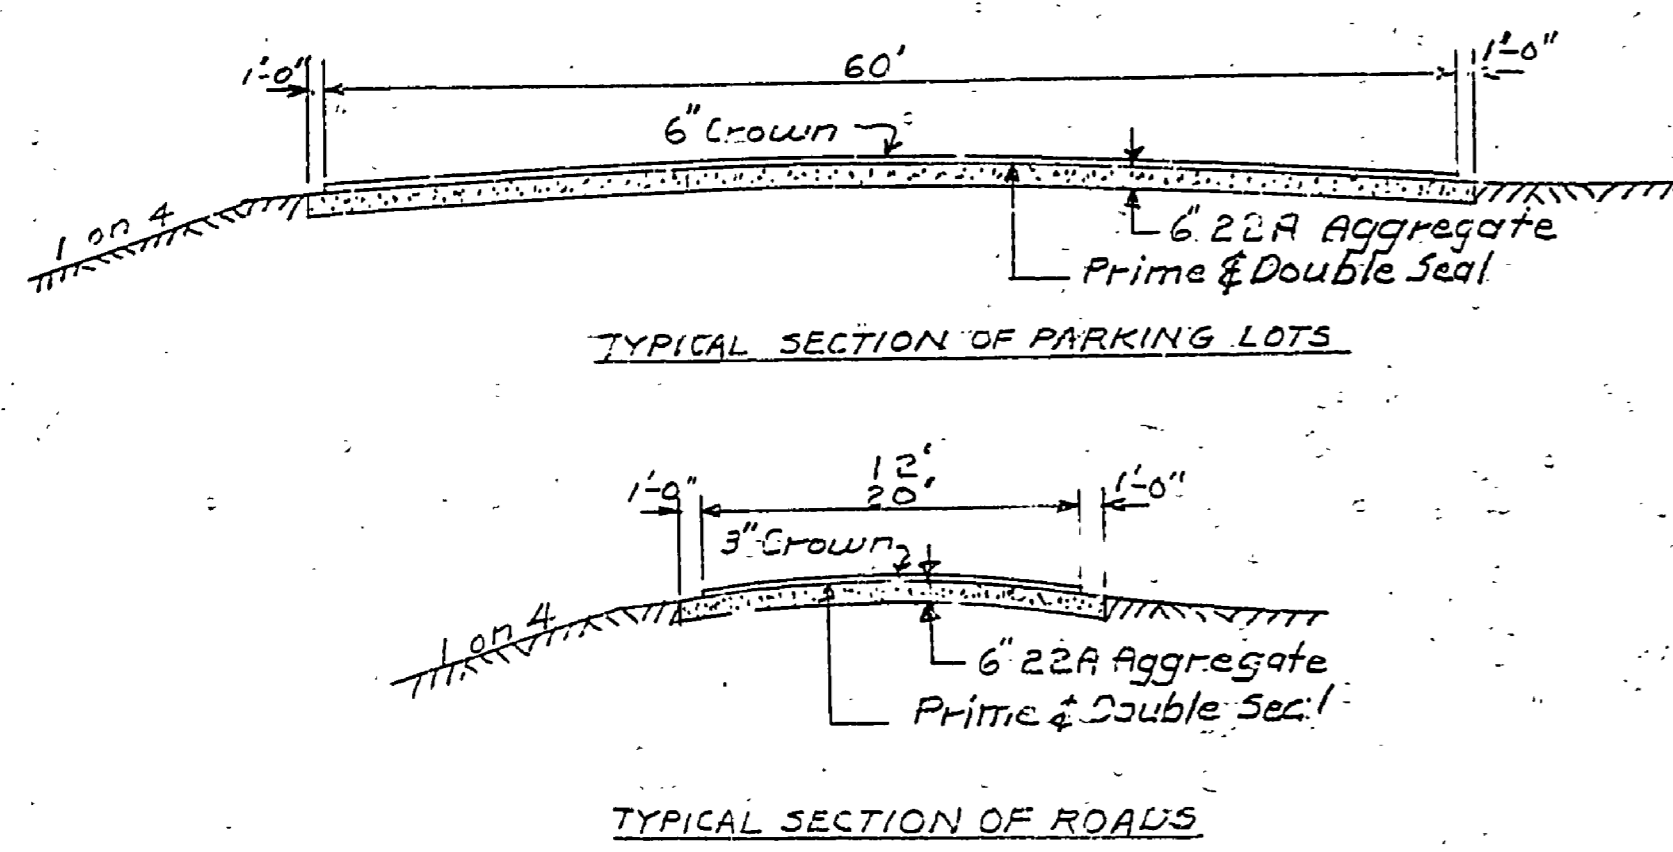 1'-0"
60'
1'-0"
6" Crown
1 on 4
6" 22A Aggregate
Prime & Double Seal
TYPICAL SECTION OF PARKING LOTS
1'-0"
12'
20'
1'-0"
3" Crown
1 on 4
6" 22A Aggregate
Prime & Double Seal
TYPICAL SECTION OF ROADS